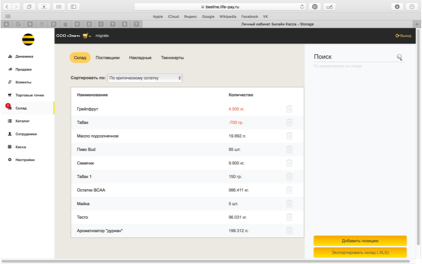 beeline.life-pay.ru
Apple iCloud Яндекс Google Wikipedia Facebook VK
Личный кабинет Билайн Касса - Storage
ООО «Элит»
Выход
Динамика
Продажи
Клиенты
Торговые точки
Склад
Каталог
Сотрудники
Касса
Настройки
Склад Поставщики Накладные Техкарты
Сортировать по: По критическому остатку
Наименование Количество
Грейпфрут 4.900 кг.
Табак -700 гр.
Масло подсолнечное 19.892 л.
Пиво Bud 95 шт.
Семечки 9.900 кг.
Табак 1 150 гр.
Остатки BCAA 986.411 кг.
Майка 0 шт.
Тесто 98.031 кг.
Ароматизатор "дурман" 199.312 л.
Поиск
Добавить позицию
Экспортировать склад (.XLS)